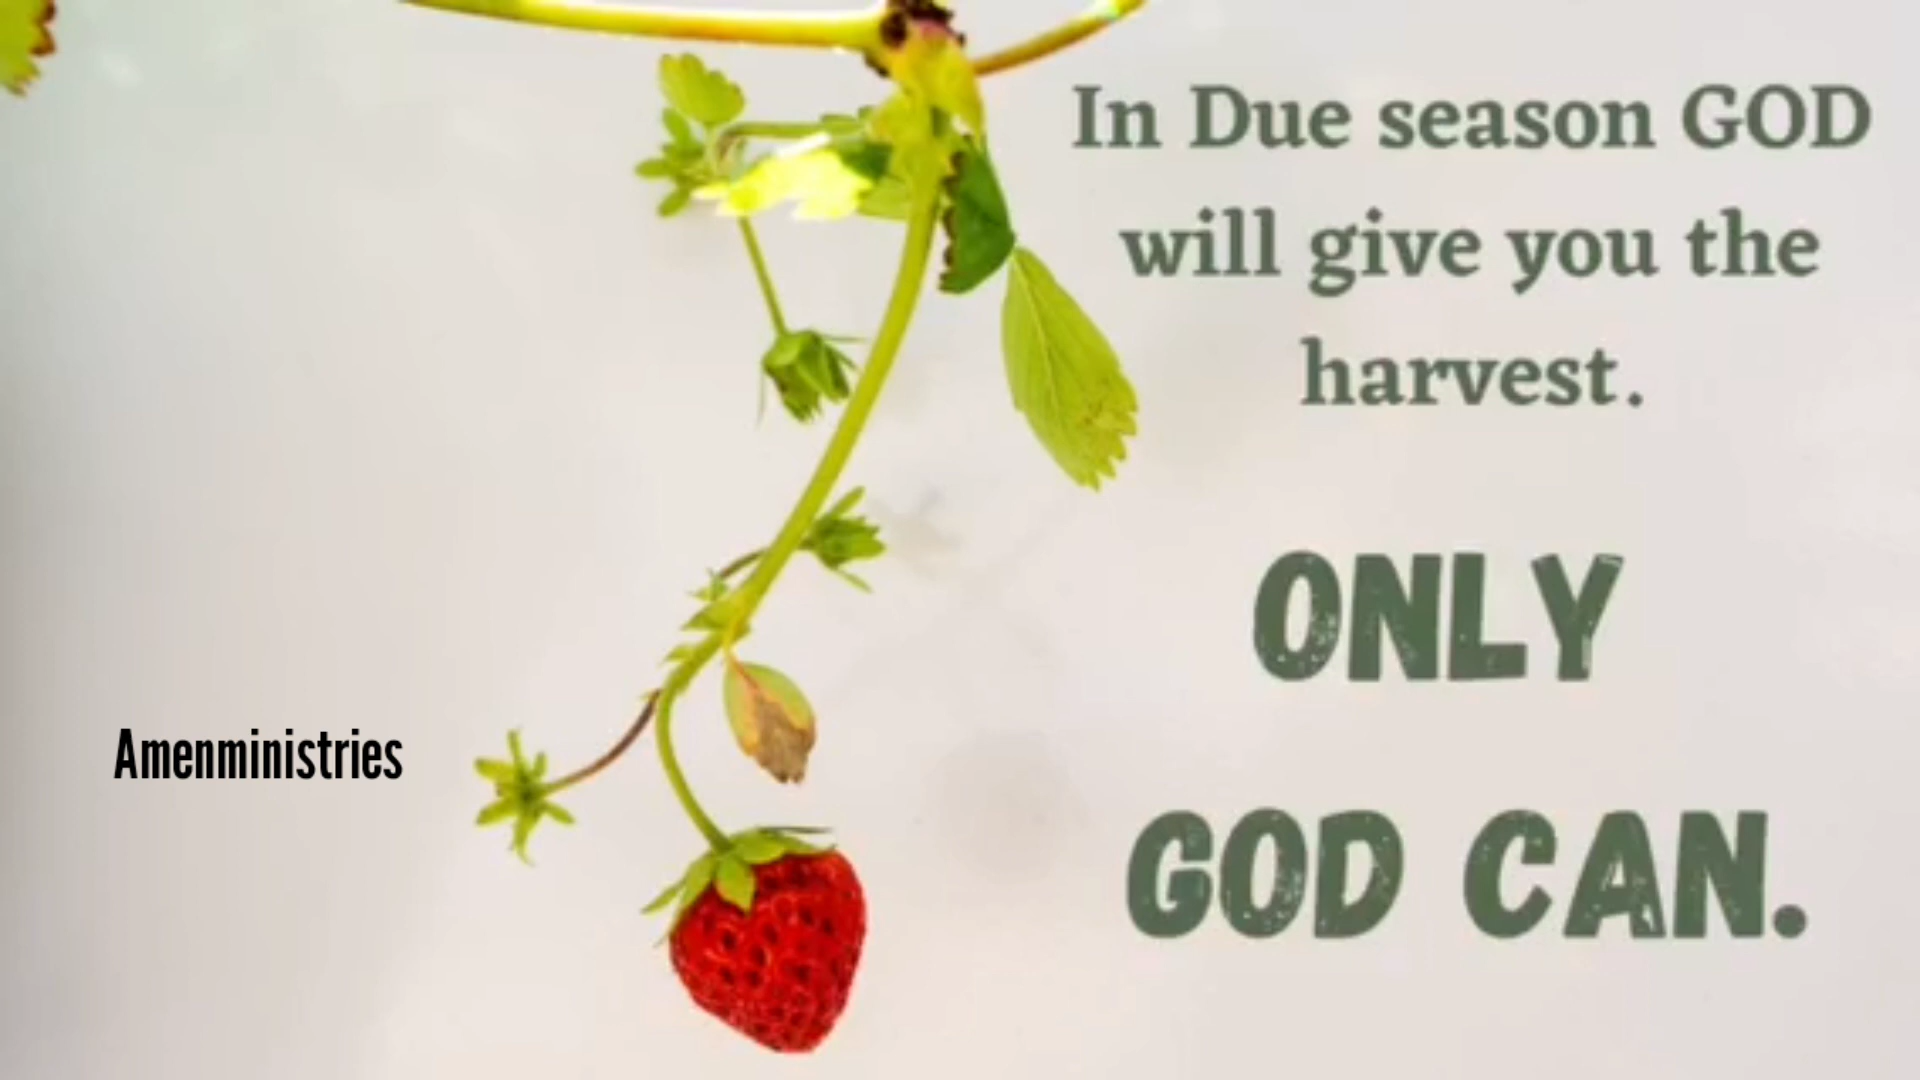 In Due season GOD
will give you the
harvest.
ONLY
GOD CAN.
Amenministries